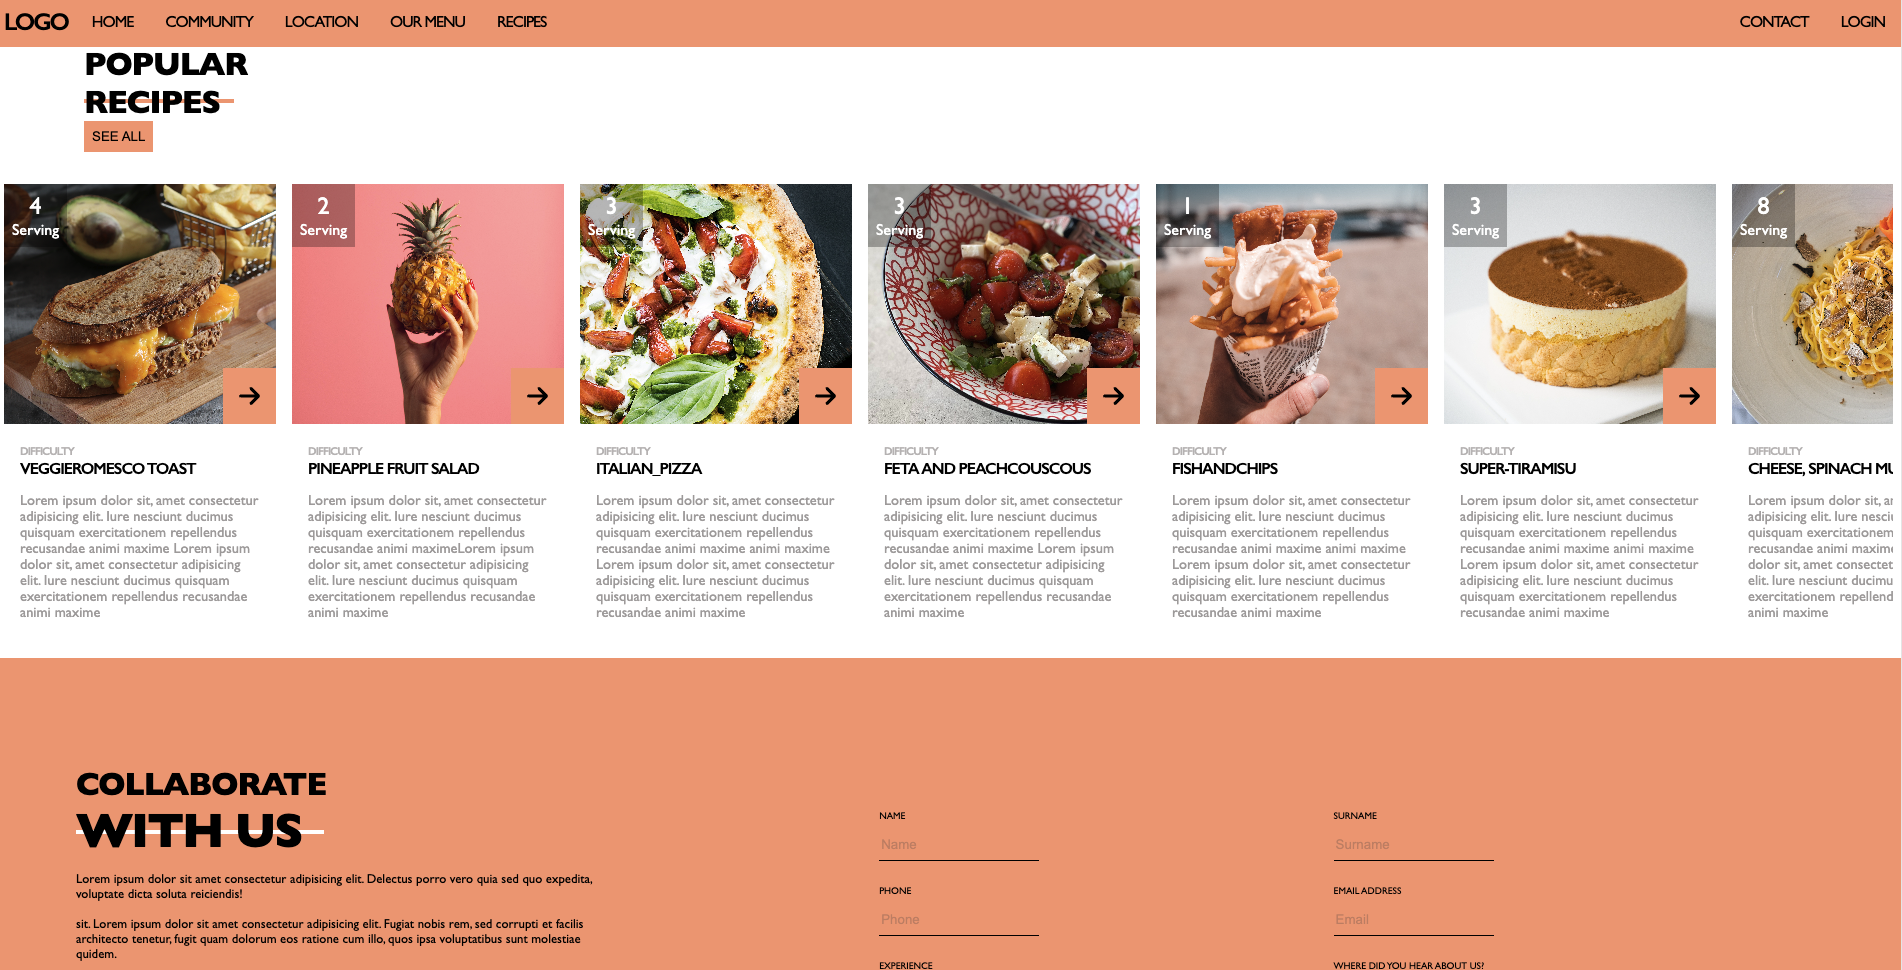 LOGO HOME COMMUNITY LOCATION OUR MENU RECIPES CONTACT LOGIN
POPULAR
RECIPES
SEE ALL
4
Serving
DIFFICULTY
VEGGIEROMESCO TOAST
Lorem ipsum dolor sit, amet consectetur
adipisicing elit. Iure nesciunt ducimus
quisquam exercitationem repellendus
recusandae animi maxime Lorem ipsum
dolor sit, amet consectetur adipisicing
elit. Iure nesciunt ducimus quisquam
exercitationem repellendus recusandae
animi maxime
2
Serving
DIFFICULTY
PINEAPPLE FRUIT SALAD
Lorem ipsum dolor sit, amet consectetur
adipisicing elit. Iure nesciunt ducimus
quisquam exercitationem repellendus
recusandae animi maximeLorem ipsum
dolor sit, amet consectetur adipisicing
elit. Iure nesciunt ducimus quisquam
exercitationem repellendus recusandae
animi maxime
3
Serving
DIFFICULTY
ITALIAN_PIZZA
Lorem ipsum dolor sit, amet consectetur
adipisicing elit. Iure nesciunt ducimus
quisquam exercitationem repellendus
recusandae animi maxime animi maxime
Lorem ipsum dolor sit, amet consectetur
adipisicing elit. Iure nesciunt ducimus
quisquam exercitationem repellendus
recusandae animi maxime
3
Serving
DIFFICULTY
FETA AND PEACHCOUSCOUS
Lorem ipsum dolor sit, amet consectetur
adipisicing elit. Iure nesciunt ducimus
quisquam exercitationem repellendus
recusandae animi maxime Lorem ipsum
dolor sit, amet consectetur adipisicing
elit. Iure nesciunt ducimus quisquam
exercitationem repellendus recusandae
animi maxime
1
Serving
DIFFICULTY
FISHANDCHIPS
Lorem ipsum dolor sit, amet consectetur
adipisicing elit. Iure nesciunt ducimus
quisquam exercitationem repellendus
recusandae animi maxime animi maxime
Lorem ipsum dolor sit, amet consectetur
adipisicing elit. Iure nesciunt ducimus
quisquam exercitationem repellendus
recusandae animi maxime
3
Serving
DIFFICULTY
SUPER-TIRAMISU
Lorem ipsum dolor sit, amet consectetur
adipisicing elit. Iure nesciunt ducimus
quisquam exercitationem repellendus
recusandae animi maxime animi maxime
Lorem ipsum dolor sit, amet consectetur
adipisicing elit. Iure nesciunt ducimus
quisquam exercitationem repellendus
recusandae animi maxime
8
Serving
DIFFICULTY
CHEESE, SPINACH
Lorem ipsum dolor sit,
adipisicing elit. Iure
quisquam
recusandae animi
dolor sit, amet
elit. Iure nesciunt
exercitationem
animi maxime
COLLABORATE
WITH US
Lorem ipsum dolor sit amet consectetur adipisicing elit. Delectus porro vero quia sed quo expedita,
voluptate dicta soluta reiciendis!
sit. Lorem ipsum dolor sit amet consectetur adipisicing elit. Fugiat nobis rem, sed corrupti et facilis
architecto tenetur, fugit quam dolorum eos ratione cum illo, quos ipsa voluptatibus sunt molestiae
quidem.
NAME
Name
SURNAME
Surname
PHONE
Phone
EMAIL ADDRESS
Email
EXPERIENCE
WHERE DID YOU HEAR ABOUT US?